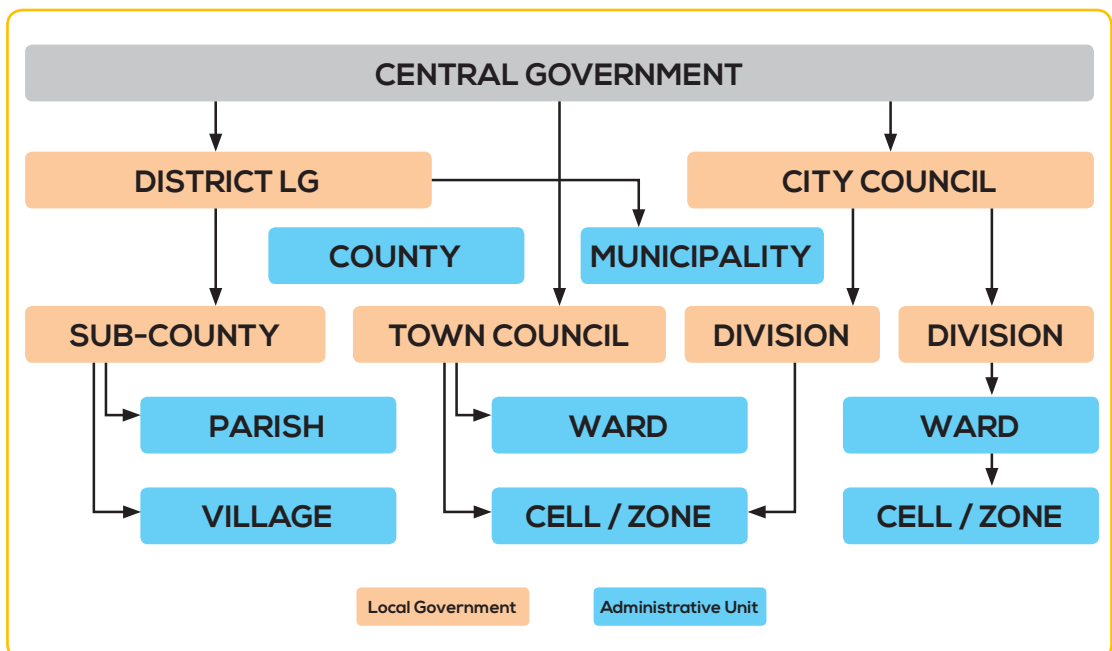 CENTRAL GOVERNMENT
DISTRICT LG
CITY COUNCIL
COUNTY
MUNICIPALITY
SUB-COUNTY
TOWN COUNCIL
DIVISION
DIVISION
PARISH
WARD
WARD
VILLAGE
CELL / ZONE
CELL / ZONE
Local Government
Administrative Unit